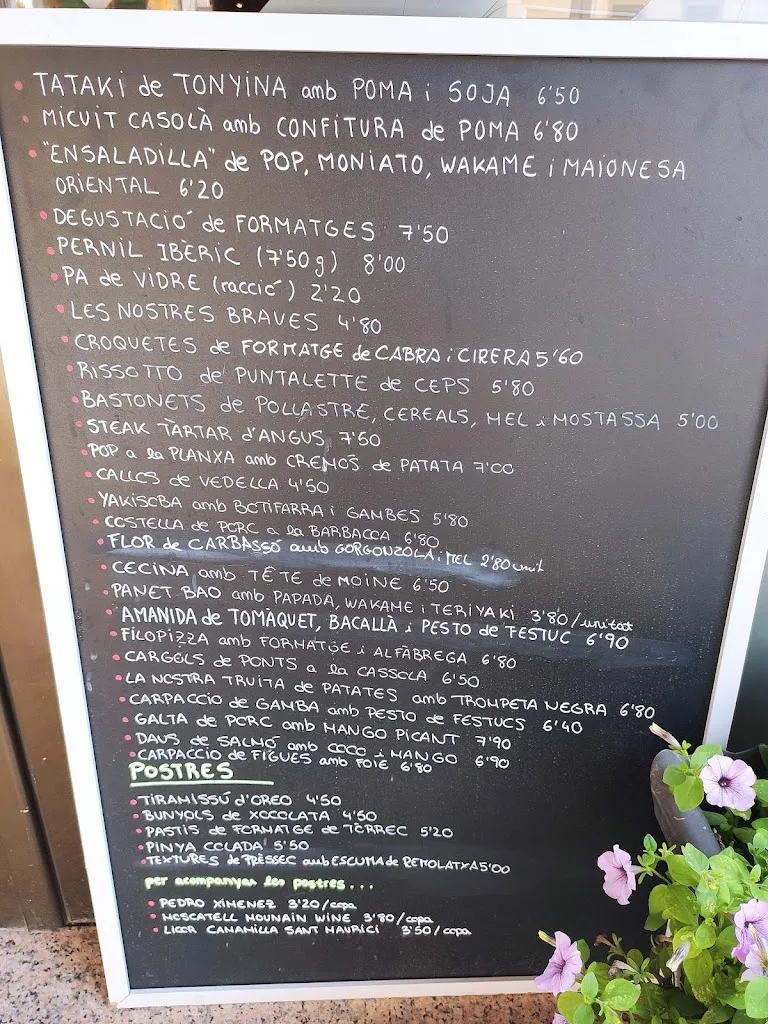 TATAKi de TONYINA amb POMA i SOJA 6'50
MICUIT CASOLÀ amb CONFITURA de POMA 6'80
"ENSALADILLA" de POP, MONIATO, WAKAME i MAIONESA
ORIENTAL 6'20
DEGUSTACIÓ de FORMATGES 7'50
PERNIL IBÈRIC (7'50g) 8'00
PA de VIDRE (racció) 2'20
LES NOSTRES BRAVES 4'80
CROQUETES de FORMATGE de CABRA i CIRERA 5'60
RISSOTTO de PUNTALETTE de CEPS 5'80
BASTONETS de POLLASTRE, CEREALS, MEL i MOSTASSA 5'00
STEAK TARTAR d'ANGUS 7'50
POP a la PLANXA amb CREMÓS de PATATA 7'00
CALLOS de VEDELLA 4'50
YAKISOBA amb BOTIFARRA i GAMBES 5'80
COSTELLA de PORC a la BARBACOA 6'80
FLOR de CARBASSÓ amb GORGONZOLA i MEL 2'80 unit
CECINA amb TÊTE de MOINE 6'50
PANET BAO amb PAPADA, WAKAME i TERIYAKI 3'80/unitat
AMANIDA de TOMÀQUET, BACALLÀ i PESTO de FESTUC 6'90
FILOPIZZA amb FORMATGE i ALFÀBREGA 6'80
CARGOLS de PONTS a la CASSOLA 6'50
LA NOSTRA TRUITA de PATATES amb TROMPETA NEGRA 6'80
CARPACCIO de GAMBA amb PESTO de FESTUCS 6'40
GALTA de PORC amb MANGO PICANT 7'90
DAUS de SALMÓ amb COCO i MANGO 6'90
CARPACCIO de FIGUES amb FOIE 6'80
POSTRES
TIRAMISSÚ d'OREO 4'50
BUNYOLS de XOCOLATA 4'50
PASTIS de FORMATGE de TORREC 5'20
PINYA COLADA 5'50
TEXTURES de PRÈSSEC amb ESCUMA de REMOLATXA 5'00
per acompanyar les postres...
PEDRO XIMENEZ 3'20/copa
MOSCATELL MOUNAIN WINE 3'80/copa
LICOR CAMAMILLA SANT MAURICI 3'50/copa